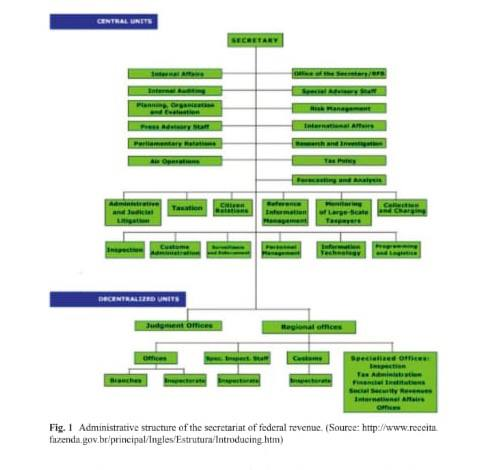 CENTRAL UNITS
SECRETARY
Internal Affairs
Office of the Secretary/RFB
Internal Auditing
Special Advisory Staff
Planning, Organization
and Evaluation
Risk Management
Press Advisory Staff
International Affairs
Parliamentary Relations
Research and Investigation
Air Operations
Tax Policy
Forecasting and Analysis
Administrative
and Judicial
Litigation
Taxation
Citizen
Relations
Reference
Information
Management
Monitoring
of Large-Scale
Taxpayers
Collection
and Charging
Inspection
Customs
Administration
Surveillance
and Enforcement
Personnel
Management
Information
Technology
Programming
and Logistics
DECENTRALIZED UNITS
Judgment Offices
Regional offices
Offices
Spec. Inspect. Staff
Customs
Specialized Offices:
Inspection
Tax Administration
Financial Institutions
Social Security Revenues
International Affairs
Offices
Branches
Inspectorate
Inspectorate
Inspectorate
Fig. 1 Administrative structure of the secretariat of federal revenue. (Source: http://www.receita.
fazenda.gov.br/principal/Ingles/Estrutura/Introducing.htm)